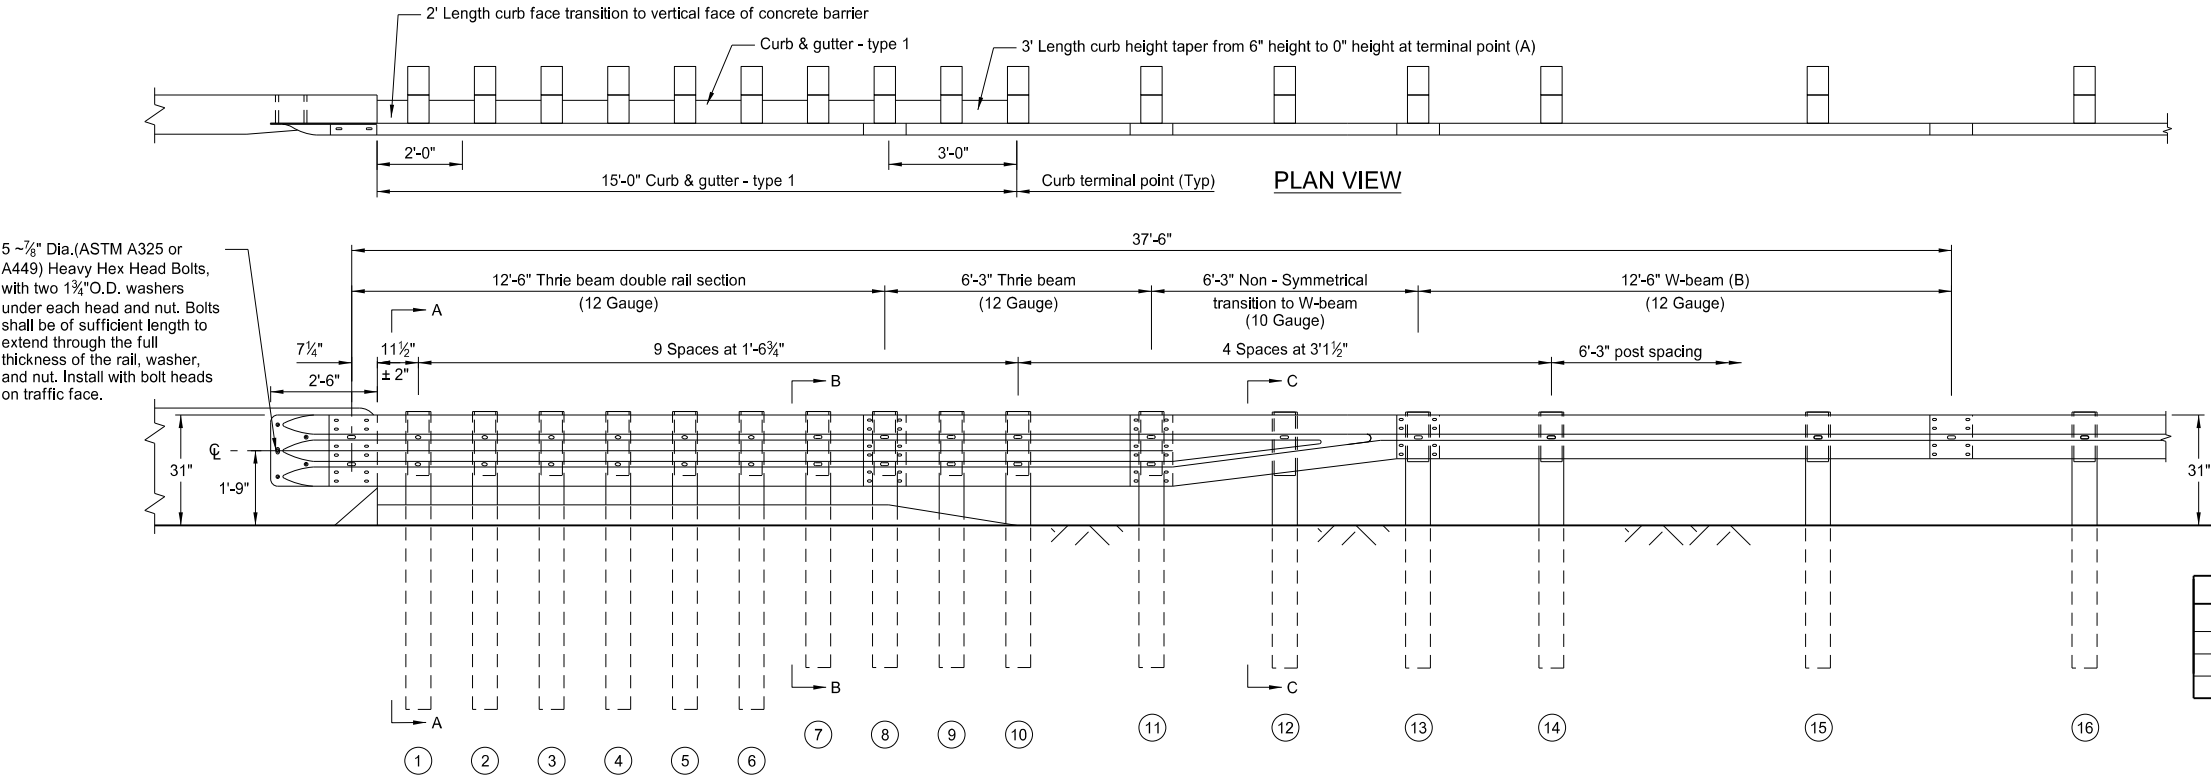 2' Length curb face transition to vertical face of concrete barrier
Curb & gutter - type 1
3' Length curb height taper from 6" height to 0" height at terminal point (A)
2'-0"
3'-0"
15'-0" Curb & gutter - type 1
Curb terminal point (Typ)
PLAN VIEW
5 ~⅞" Dia.(ASTM A325 or
A449) Heavy Hex Head Bolts,
with two 1¾"O.D. washers
under each head and nut. Bolts
shall be of sufficient length to
extend through the full
thickness of the rail, washer,
and nut. Install with bolt heads
on traffic face.
37'-6"
12'-6" Thrie beam double rail section
(12 Gauge)
6'-3" Thrie beam
(12 Gauge)
6'-3" Non - Symmetrical
transition to W-beam
(10 Gauge)
12'-6" W-beam (B)
(12 Gauge)
A
7¼"
11½"
± 2"
9 Spaces at 1'-6¾"
4 Spaces at 3'1½"
6'-3" post spacing
2'-6"
B
C
℄
31"
1'-9"
31"
B
C
A
1
2
3
4
5
6
7
8
9
10
11
12
13
14
15
16